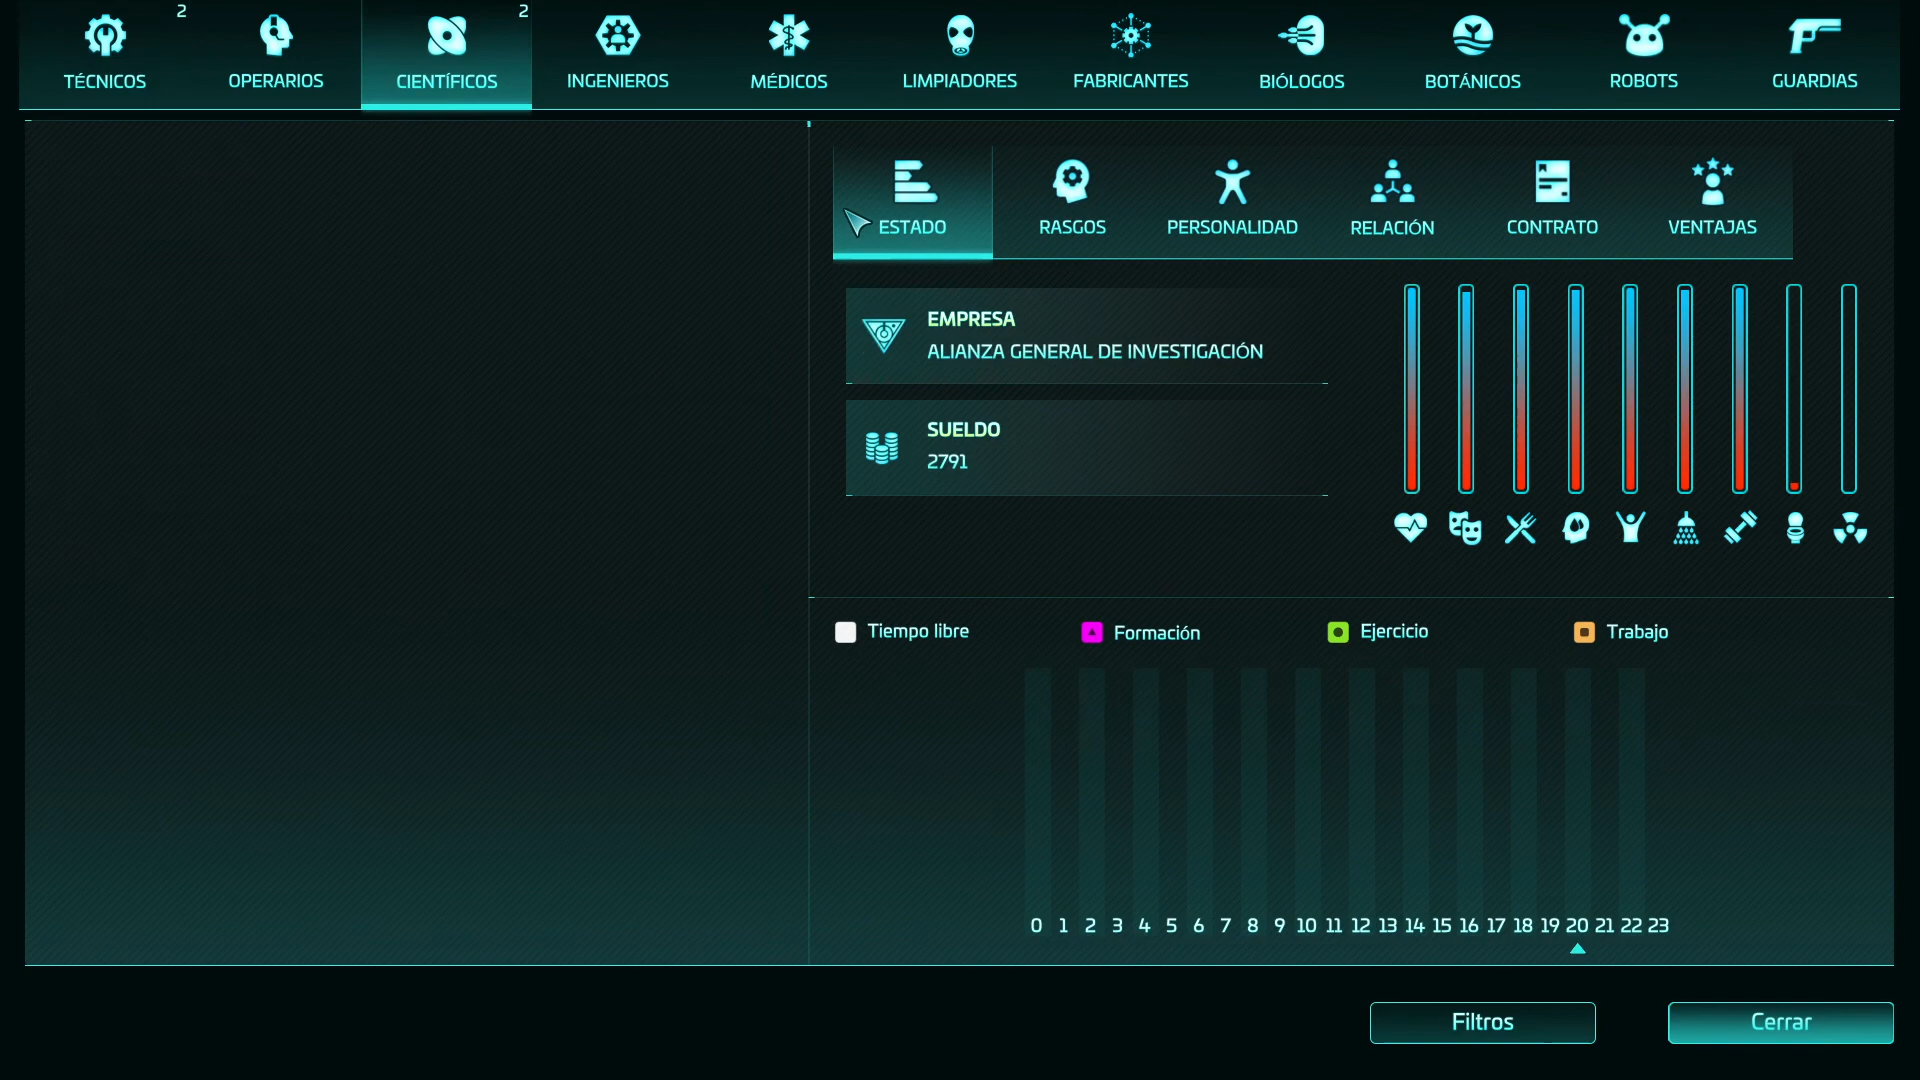 2 2
TÉCNICOS OPERARIOS CIENTÍFICOS INGENIEROS MÉDICOS LIMPIADORES FABRICANTES BIÓLOGOS BOTÁNICOS ROBOTS GUARDIAS
ESTADO RASGOS PERSONALIDAD RELACIÓN CONTRATO VENTAJAS
EMPRESA
ALIANZA GENERAL DE INVESTIGACIÓN
SUELDO
2791
Tiempo libre Formación Ejercicio Trabajo
0 1 2 3 4 5 6 7 8 9 10 11 12 13 14 15 16 17 18 19 20 21 22 23
Filtros Cerrar